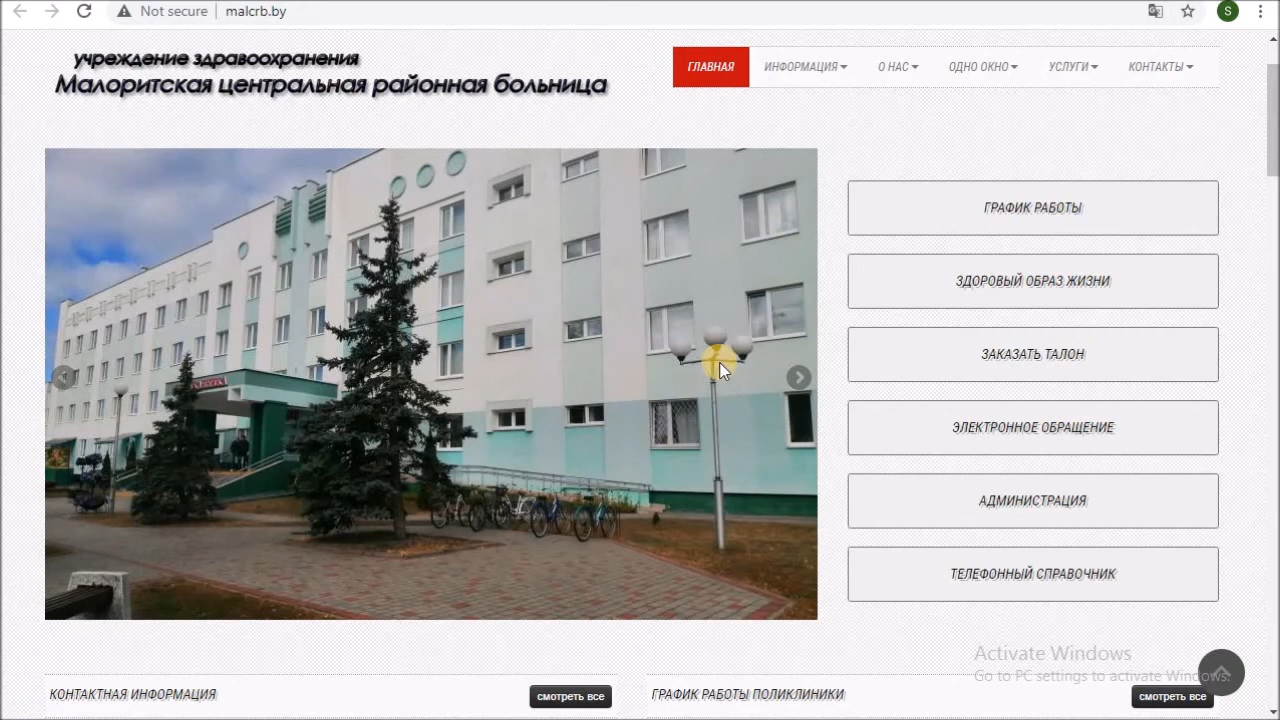 Not secure
malcrb.by
S
учреждение здравоохранения
Малоритская центральная районная больница
ГЛАВНАЯ
ИНФОРМАЦИЯ
О НАС
ОДНО ОКНО
УСЛУГИ
КОНТАКТЫ
ГРАФИК РАБОТЫ
ЗДОРОВЫЙ ОБРАЗ ЖИЗНИ
ЗАКАЗАТЬ ТАЛОН
ЭЛЕКТРОННОЕ ОБРАЩЕНИЕ
АДМИНИСТРАЦИЯ
ТЕЛЕФОННЫЙ СПРАВОЧНИК
Activate Windows
Go to PC settings to activate Windows.
КОНТАКТНАЯ ИНФОРМАЦИЯ
смотреть все
ГРАФИК РАБОТЫ ПОЛИКЛИНИКИ
смотреть все